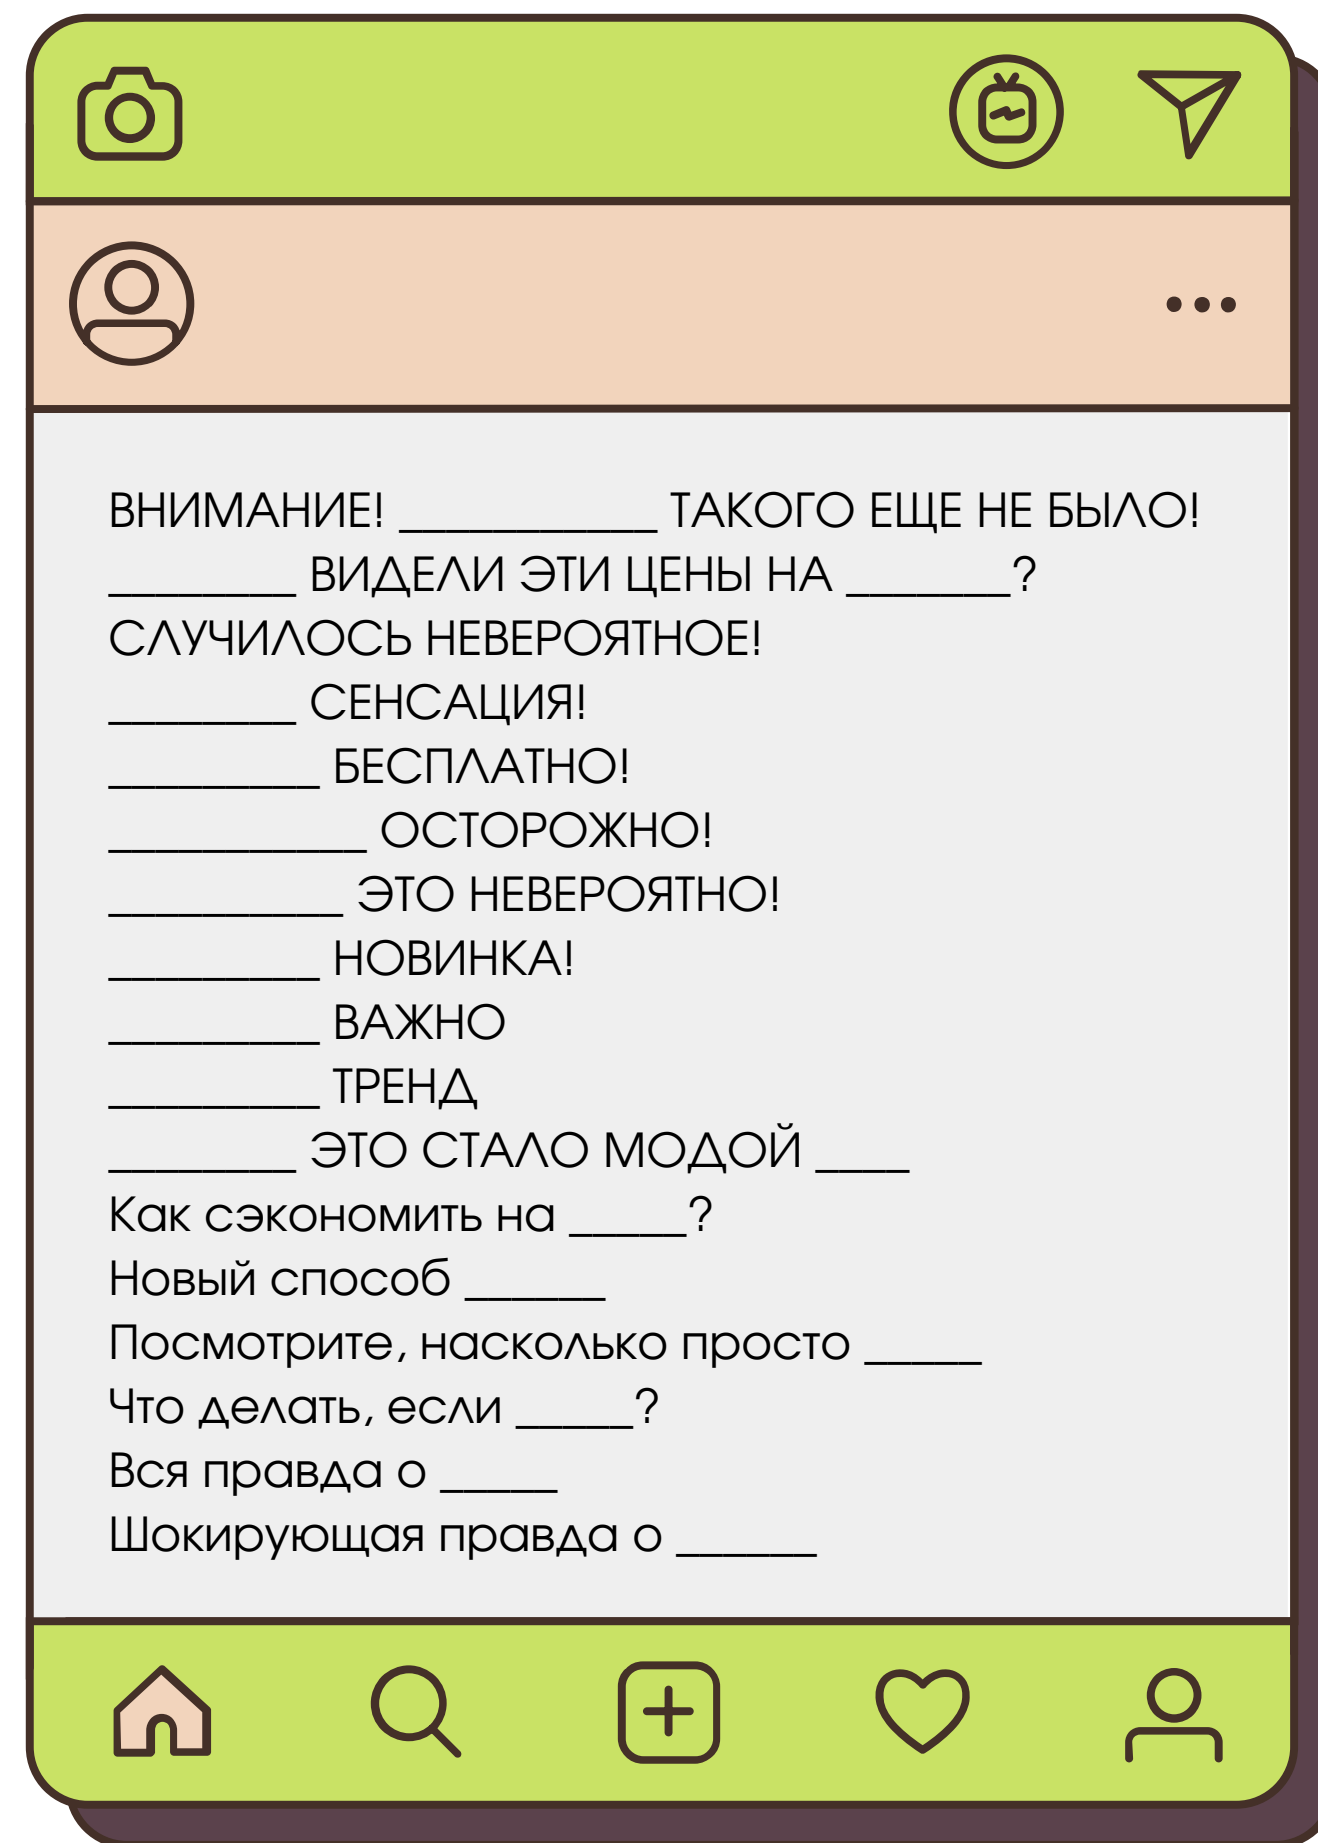 ВНИМАНИЕ! ___________ ТАКОГО ЕЩЕ НЕ БЫЛО!
________ ВИДЕЛИ ЭТИ ЦЕНЫ НА _______?
СЛУЧИЛОСЬ НЕВЕРОЯТНОЕ!
________ СЕНСАЦИЯ!
_________ БЕСПЛАТНО!
___________ ОСТОРОЖНО!
__________ ЭТО НЕВЕРОЯТНО!
_________ НОВИНКА!
_________ ВАЖНО
_________ ТРЕНД
________ ЭТО СТАЛО МОДОЙ ____
Как сэкономить на _____?
Новый способ ______
Посмотрите, насколько просто _____
Что делать, если _____?
Вся правда о _____
Шокирующая правда о ______